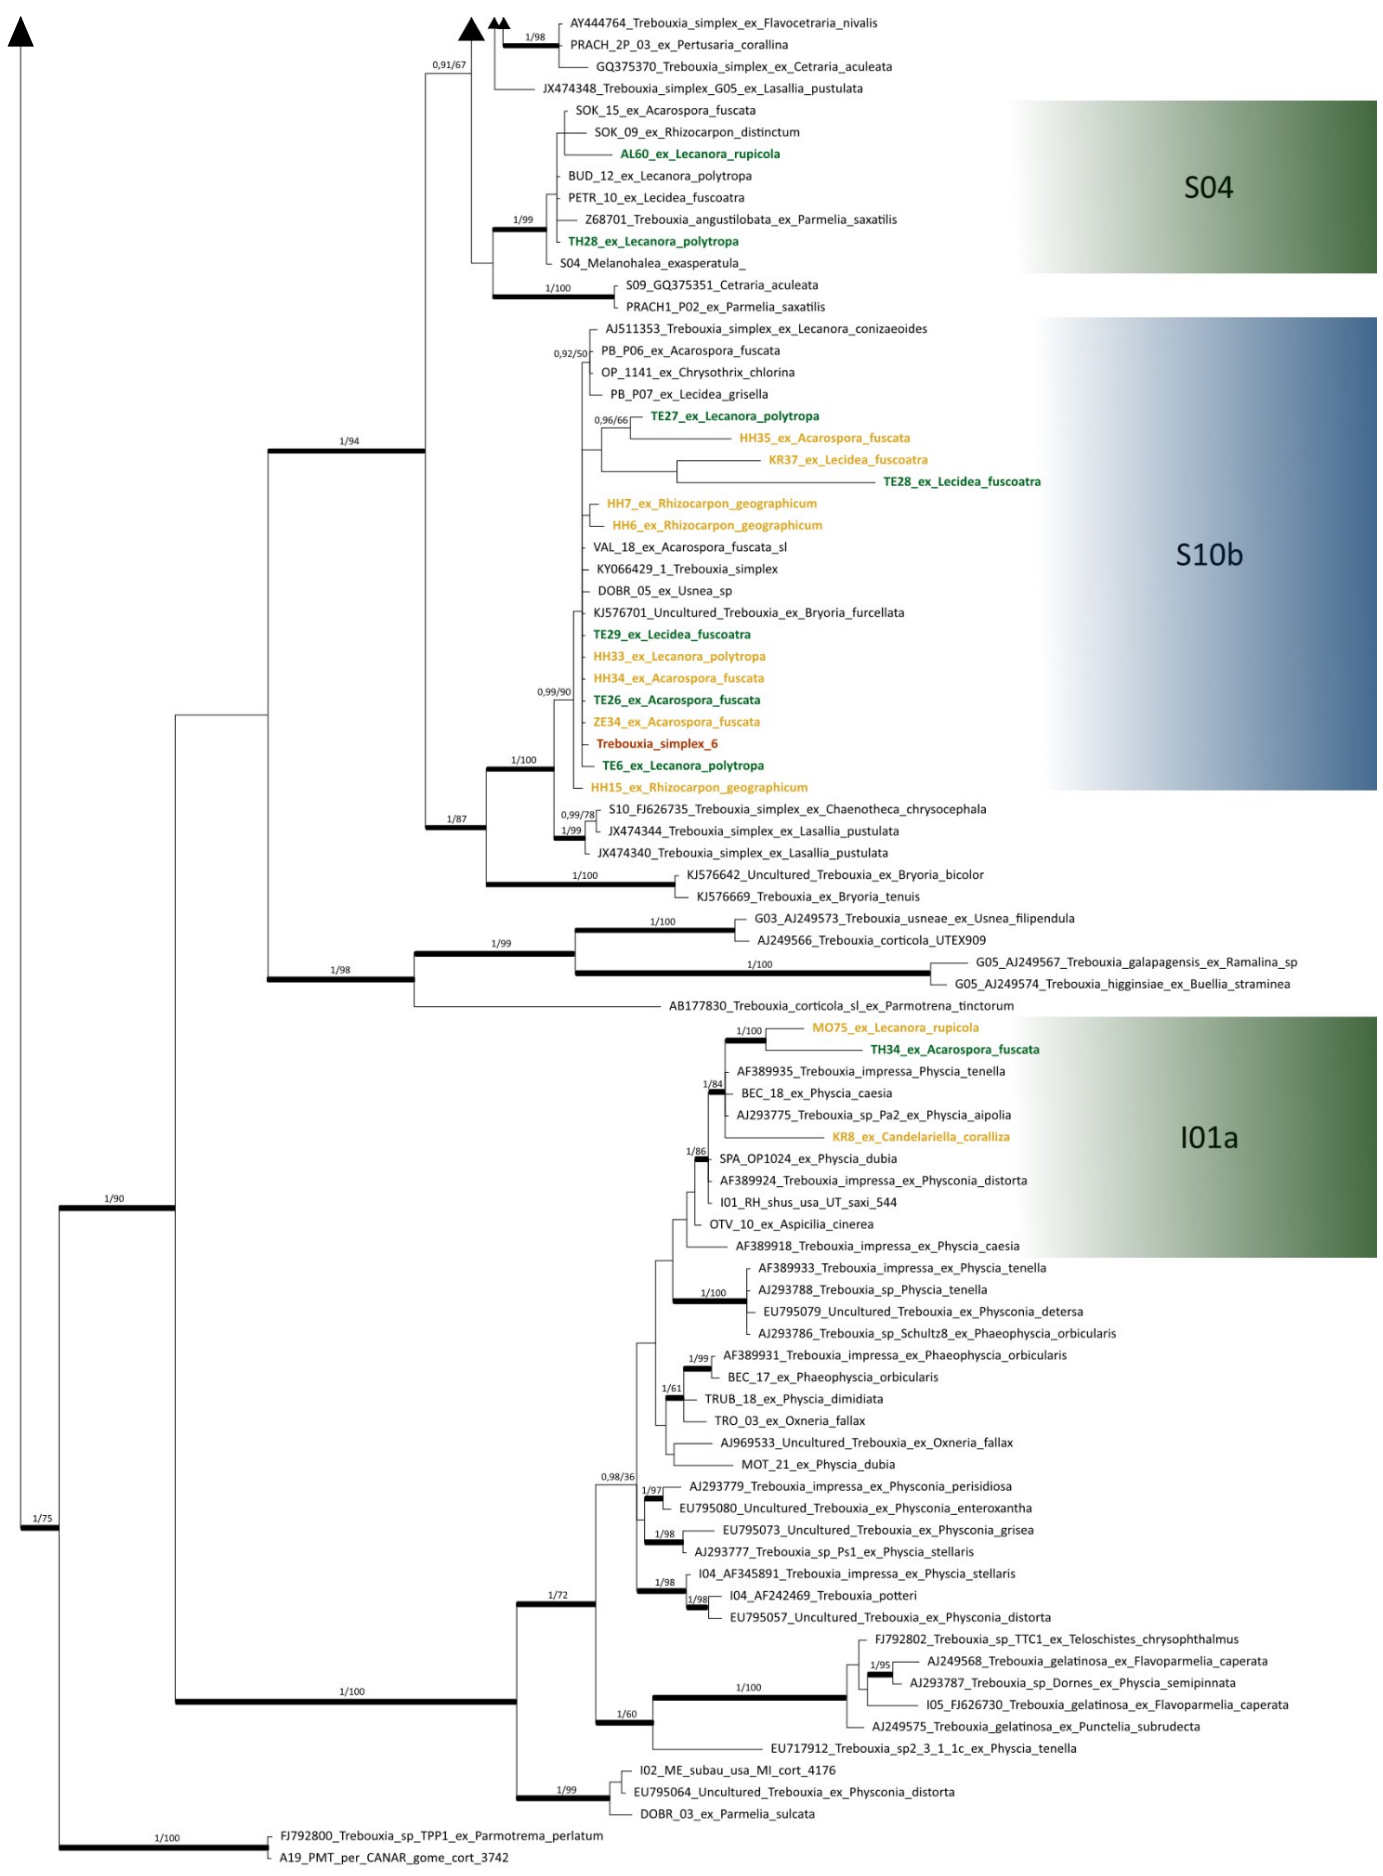 AY444764_Trebouxia_simplex_ex_Flavocetraria_nivalis
1/98
PRACH_2P_03_ex_Pertusaria_corallina
0,91/67
GQ375370_Trebouxia_simplex_ex_Cetraria_aculeata
JX474348_Trebouxia_simplex_G05_ex_Lasallia_pustulata
SOK_15_ex_Acarospora_fuscata
SOK_09_ex_Rhizocarpon_distinctum
AL60_ex_Lecanora_rupicola
BUD_12_ex_Lecanora_polytropa
S04
PETR_10_ex_Lecidea_fuscoatra
1/99
Z68701_Trebouxia_angustilobata_ex_Parmelia_saxatilis
TH28_ex_Lecanora_polytropa
S04_Melanohalea_exasperatula_
S09_GQ375351_Cetraria_aculeata
1/100
PRACH1_P02_ex_Parmelia_saxatilis
AJ511353_Trebouxia_simplex_ex_Lecanora_conizaeoides
0,92/50
PB_P06_ex_Acarospora_fuscata
OP_1141_ex_Chrysothrix_chlorina
PB_P07_ex_Lecidea_grisella
TE27_ex_Lecanora_polytropa
0,96/66
HH35_ex_Acarospora_fuscata
1/94
KR37_ex_Lecidea_fuscoatra
TE28_ex_Lecidea_fuscoatra
HH7_ex_Rhizocarpon_geographicum
HH6_ex_Rhizocarpon_geographicum
VAL_18_ex_Acarospora_fuscata_sl
S10b
KY066429_1_Trebouxia_simplex
DOBR_05_ex_Usnea_sp
KJ576701_Uncultured_Trebouxia_ex_Bryoria_furcellata
TE29_ex_Lecidea_fuscoatra
HH33_ex_Lecanora_polytropa
HH34_ex_Acarospora_fuscata
0,99/90
TE26_ex_Acarospora_fuscata
ZE34_ex_Acarospora_fuscata
Trebouxia_simplex_6
1/100
TE6_ex_Lecanora_polytropa
HH15_ex_Rhizocarpon_geographicum
S10_FJ626735_Trebouxia_simplex_ex_Chaenotheca_chrysocephala
0,99/78
1/87
1/99
JX474344_Trebouxia_simplex_ex_Lasallia_pustulata
JX474340_Trebouxia_simplex_ex_Lasallia_pustulata
1/100
KJ576642_Uncultured_Trebouxia_ex_Bryoria_bicolor
KJ576669_Trebouxia_ex_Bryoria_tenuis
1/100
G03_AJ249573_Trebouxia_usneae_ex_Usnea_filipendula
1/99
AJ249566_Trebouxia_corticola_UTEX909
1/98
1/100
G05_AJ249567_Trebouxia_galapagensis_ex_Ramalina_sp
G05_AJ249574_Trebouxia_higginsiae_ex_Buellia_straminea
AB177830_Trebouxia_corticola_sl_ex_Parmotrena_tinctorum
1/100
MO75_ex_Lecanora_rupicola
TH34_ex_Acarospora_fuscata
AF389935_Trebouxia_impressa_Physcia_tenella
1/84
BEC_18_ex_Physcia_caesia
AJ293775_Trebouxia_sp_Pa2_ex_Physcia_aipolia
KR8_ex_Candelariella_coralliza
I01a
1/86
SPA_OP1024_ex_Physcia_dubia
AF389924_Trebouxia_impressa_ex_Physconia_distorta
1/90
I01_RH_shus_usa_UT_saxi_544
OTV_10_ex_Aspicilia_cinerea
AF389918_Trebouxia_impressa_ex_Physcia_caesia
AF389933_Trebouxia_impressa_ex_Physcia_tenella
1/100
AJ293788_Trebouxia_sp_Physcia_tenella
EU795079_Uncultured_Trebouxia_ex_Physconia_detersa
AJ293786_Trebouxia_sp_Schultz8_ex_Phaeophyscia_orbicularis
1/99
AF389931_Trebouxia_impressa_ex_Phaeophyscia_orbicularis
BEC_17_ex_Phaeophyscia_orbicularis
1/61
TRUB_18_ex_Physcia_dimidiata
TRO_03_ex_Oxneria_fallax
AJ969533_Uncultured_Trebouxia_ex_Oxneria_fallax
MOT_21_ex_Physcia_dubia
0,98/36
1/97
AJ293779_Trebouxia_impressa_ex_Physconia_perisidiosa
EU795080_Uncultured_Trebouxia_ex_Physconia_enteroxantha
1/75
1/98
EU795073_Uncultured_Trebouxia_ex_Physconia_grisea
AJ293777_Trebouxia_sp_Ps1_ex_Physcia_stellaris
1/98
I04_AF345891_Trebouxia_impressa_ex_Physcia_stellaris
1/72
1/98
I04_AF242469_Trebouxia_potteri
EU795057_Uncultured_Trebouxia_ex_Physconia_distorta
FJ792802_Trebouxia_sp_TTC1_ex_Teloschistes_chrysophthalmus
1/95
AJ249568_Trebouxia_gelatinosa_ex_Flavoparmelia_caperata
1/100
1/100
AJ293787_Trebouxia_sp_Dornes_ex_Physcia_semipinnata
I05_FJ626730_Trebouxia_gelatinosa_ex_Flavoparmelia_caperata
1/60
AJ249575_Trebouxia_gelatinosa_ex_Punctelia_subrudecta
EU717912_Trebouxia_sp2_3_1_1c_ex_Physcia_tenella
I02_ME_subau_usa_MI_cort_4176
1/99
EU795064_Uncultured_Trebouxia_ex_Physconia_distorta
DOBR_03_ex_Parmelia_sulcata
1/100
FJ792800_Trebouxia_sp_TPP1_ex_Parmotrema_perlatum
A19_PMT_per_CANAR_gome_cort_3742